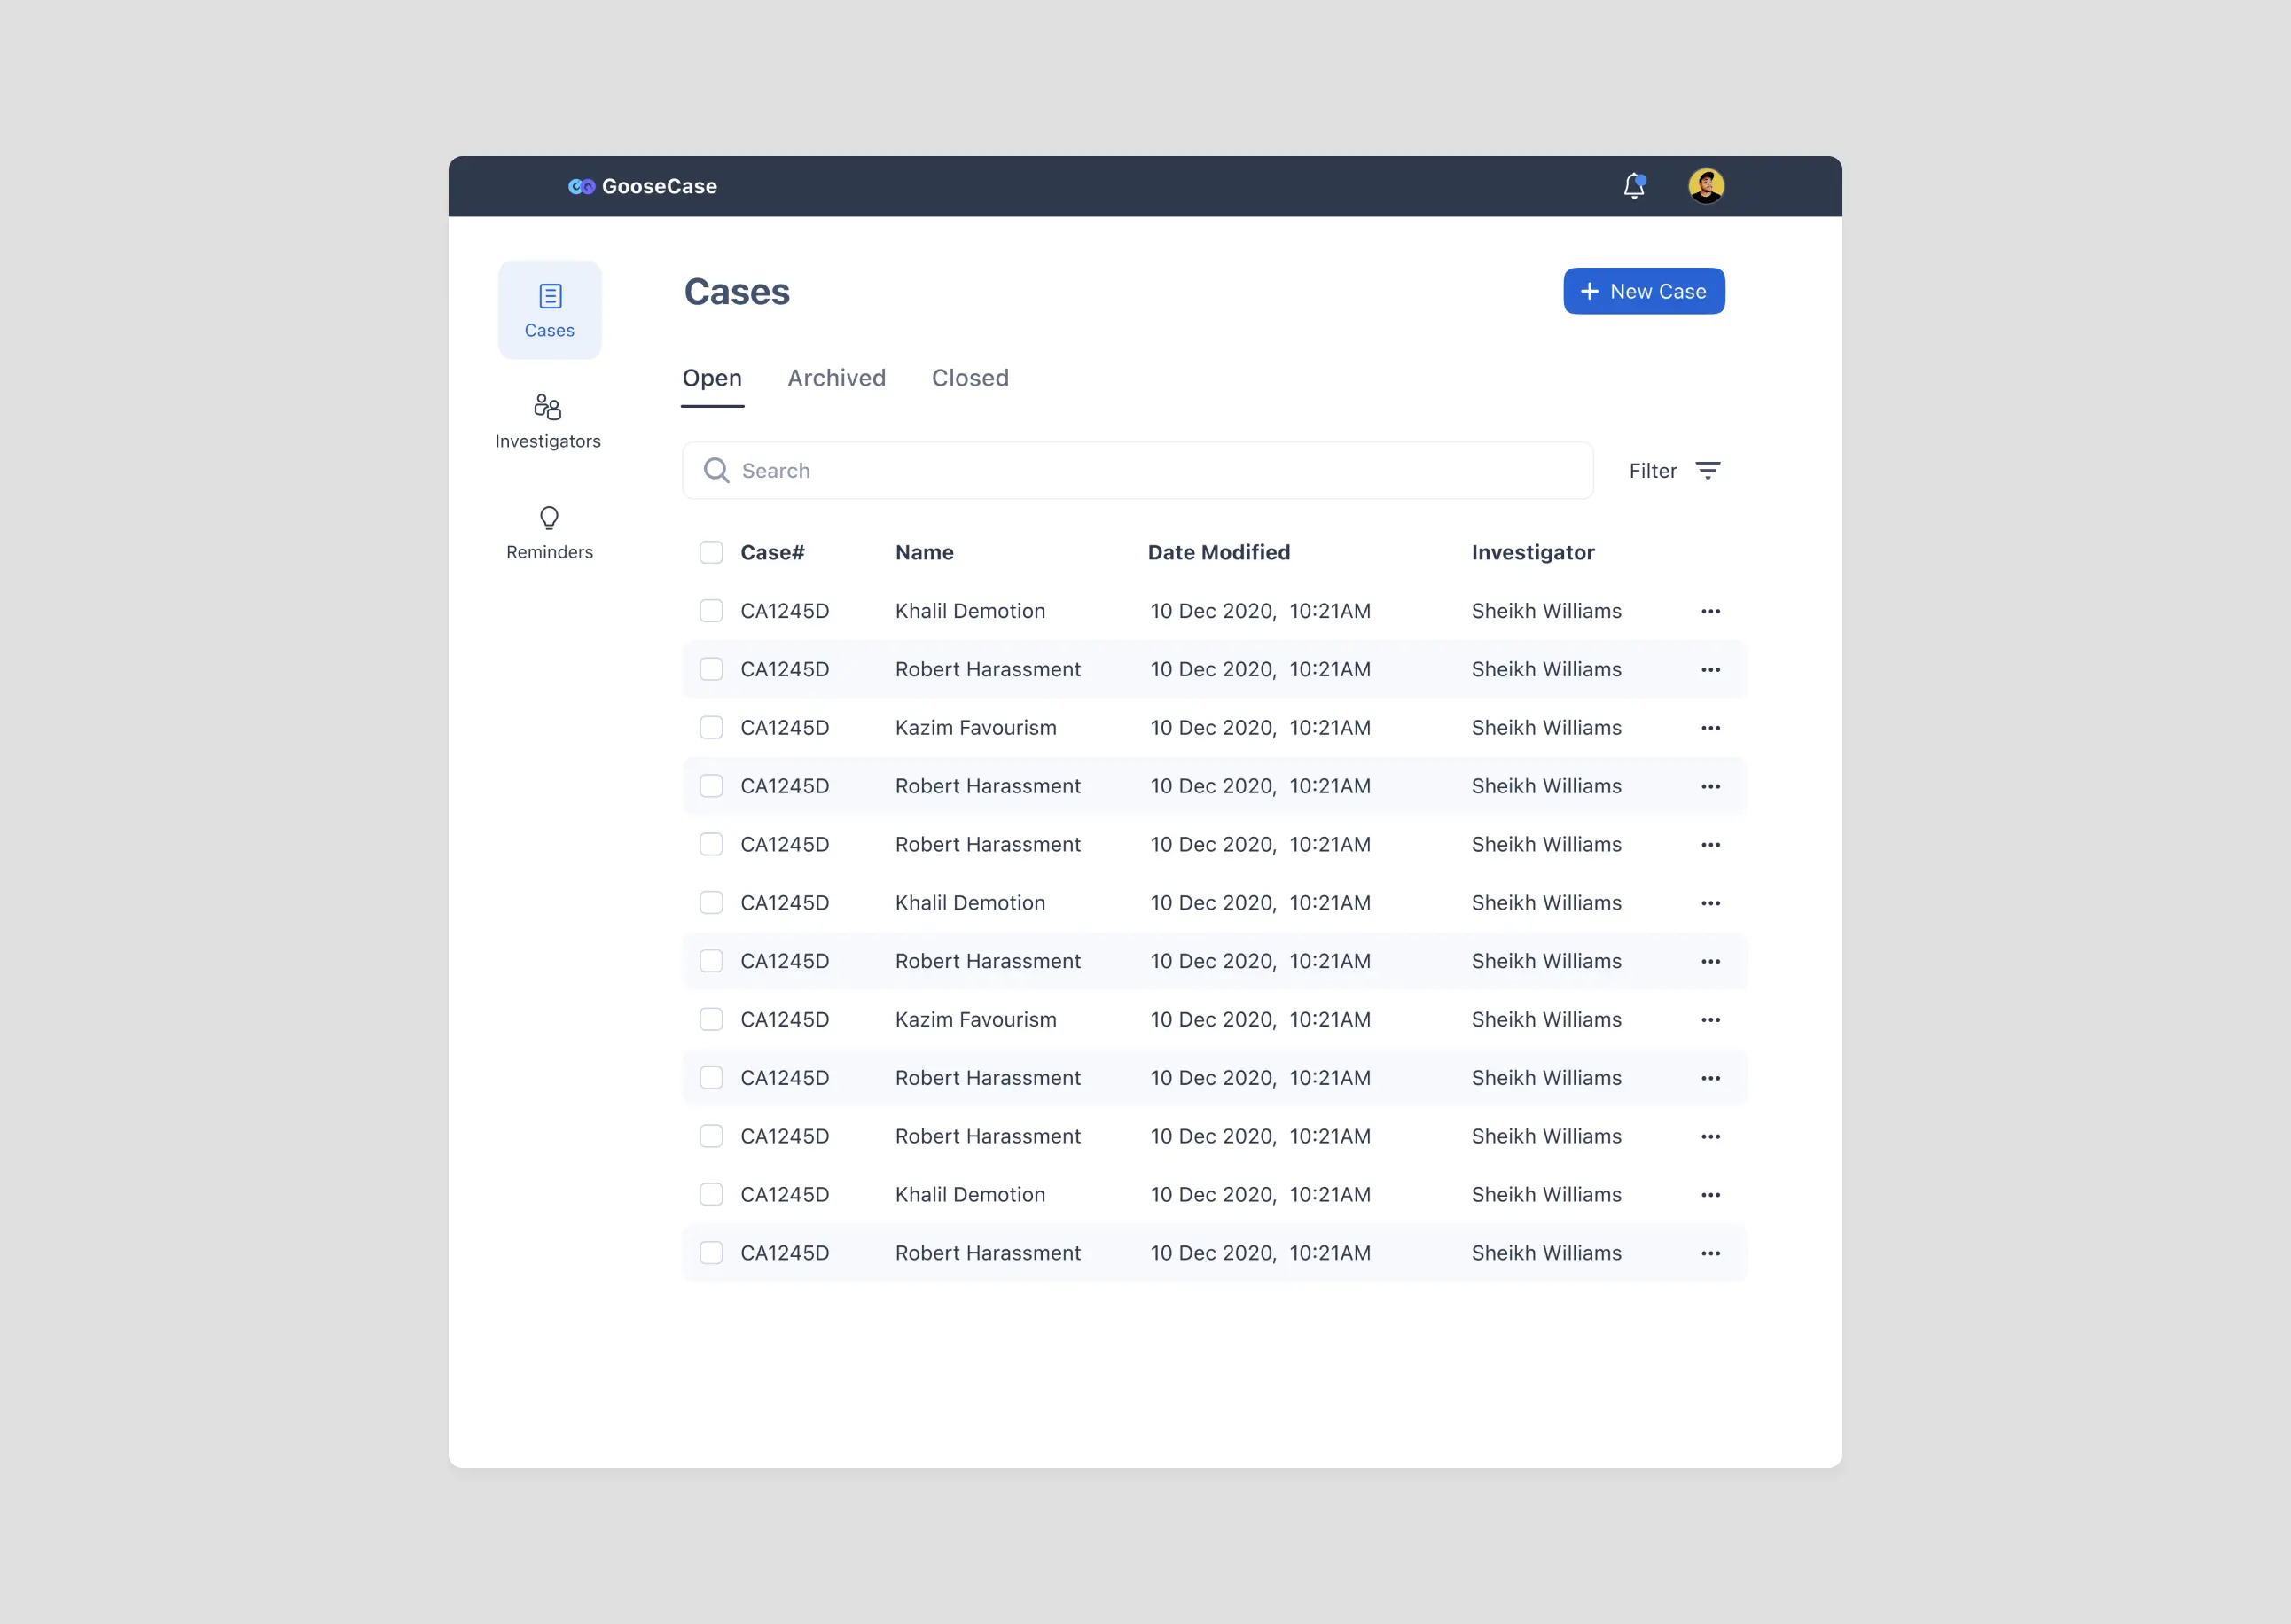 GooseCase
Cases
New Case
Cases
Open Archived Closed
Investigators
Search
Filter
Reminders
Case# Name Date Modified Investigator
CA1245D Khalil Demotion 10 Dec 2020, 10:21AM Sheikh Williams
CA1245D Robert Harassment 10 Dec 2020, 10:21AM Sheikh Williams
CA1245D Kazim Favourism 10 Dec 2020, 10:21AM Sheikh Williams
CA1245D Robert Harassment 10 Dec 2020, 10:21AM Sheikh Williams
CA1245D Robert Harassment 10 Dec 2020, 10:21AM Sheikh Williams
CA1245D Khalil Demotion 10 Dec 2020, 10:21AM Sheikh Williams
CA1245D Robert Harassment 10 Dec 2020, 10:21AM Sheikh Williams
CA1245D Kazim Favourism 10 Dec 2020, 10:21AM Sheikh Williams
CA1245D Robert Harassment 10 Dec 2020, 10:21AM Sheikh Williams
CA1245D Robert Harassment 10 Dec 2020, 10:21AM Sheikh Williams
CA1245D Khalil Demotion 10 Dec 2020, 10:21AM Sheikh Williams
CA1245D Robert Harassment 10 Dec 2020, 10:21AM Sheikh Williams